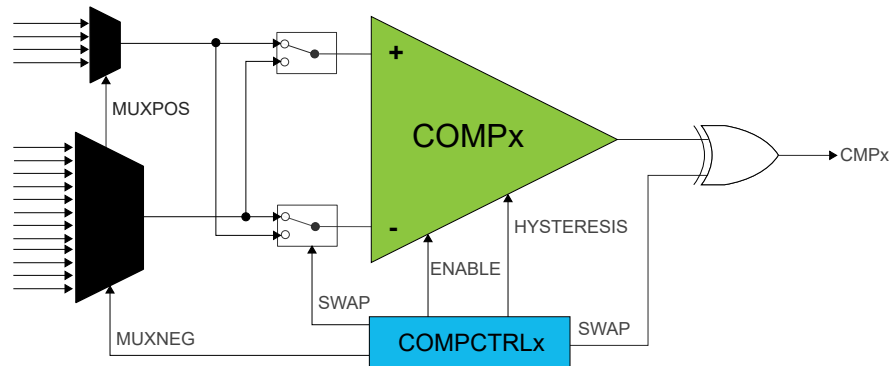 +
MUXPOS
COMPx
CMPx
-
HYSTERESIS
ENABLE
SWAP
SWAP
MUXNEG
COMPCTRLx